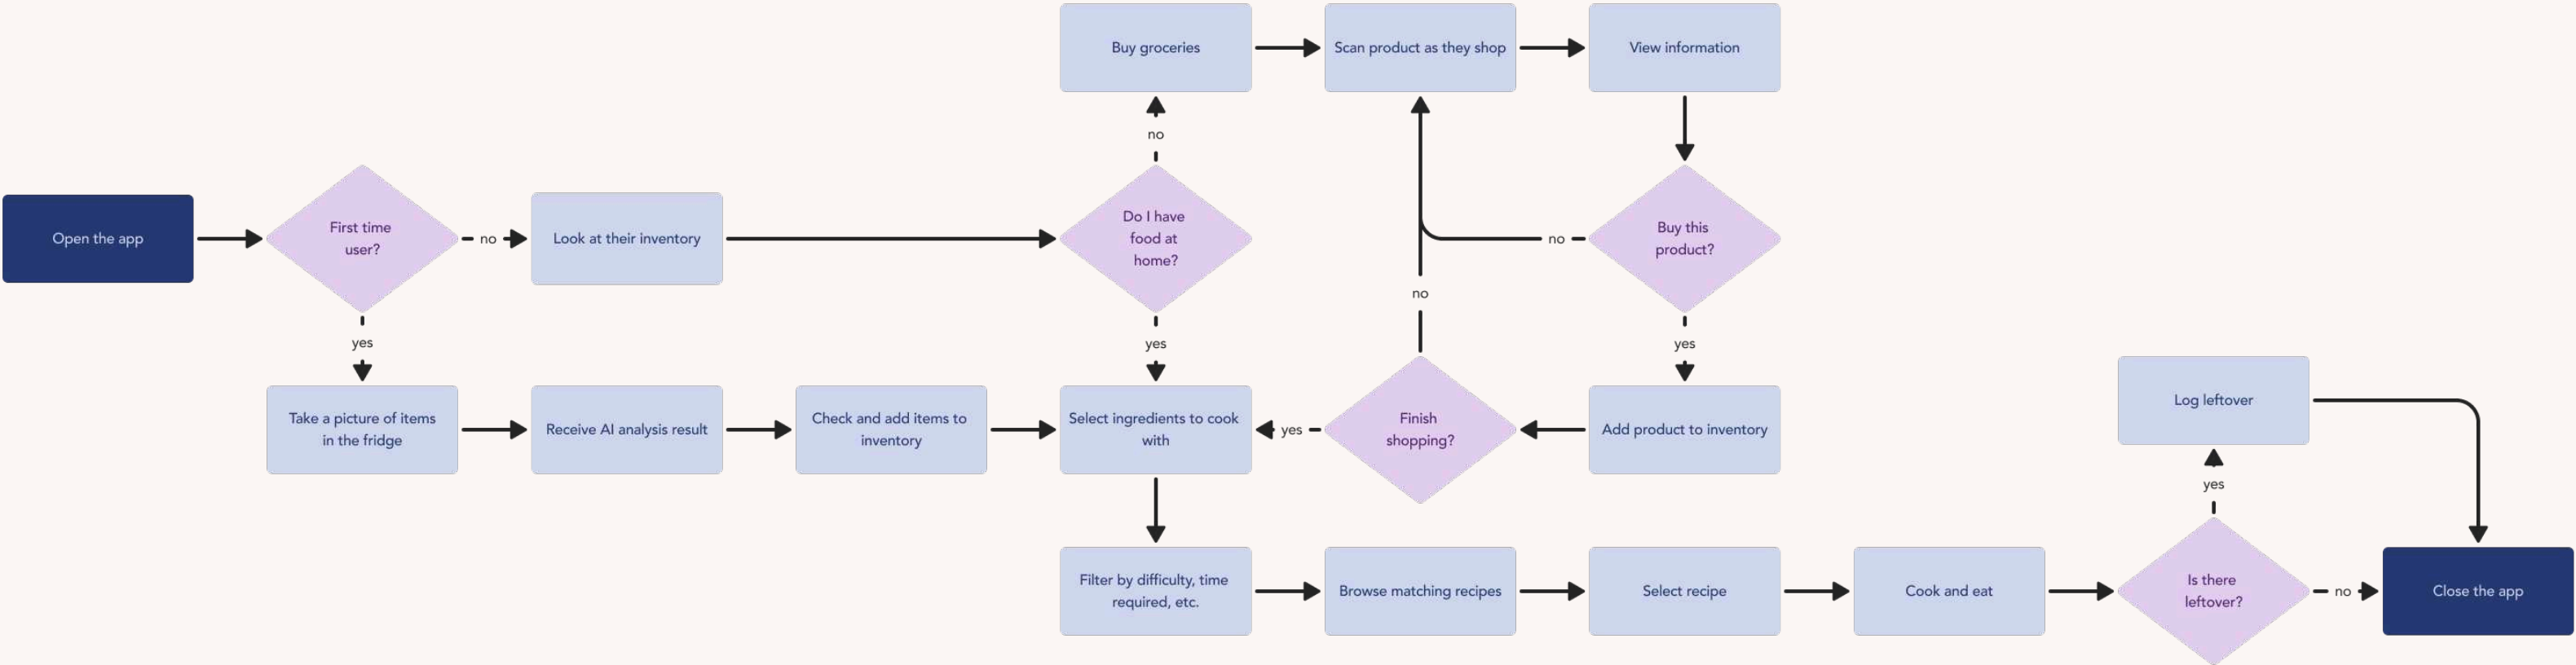 Buy groceries
Scan product as they shop
View information
no
Open the app
First time
user?
no
Look at their inventory
Do I have
food at
home?
no
Buy this
product?
no
yes
yes
yes
Take a picture of items
in the fridge
Receive AI analysis result
Check and add items to
inventory
Select ingredients to cook
with
yes
Finish
shopping?
Add product to inventory
Log leftover
yes
Filter by difficulty, time
required, etc.
Browse matching recipes
Select recipe
Cook and eat
Is there
leftover?
no
Close the app